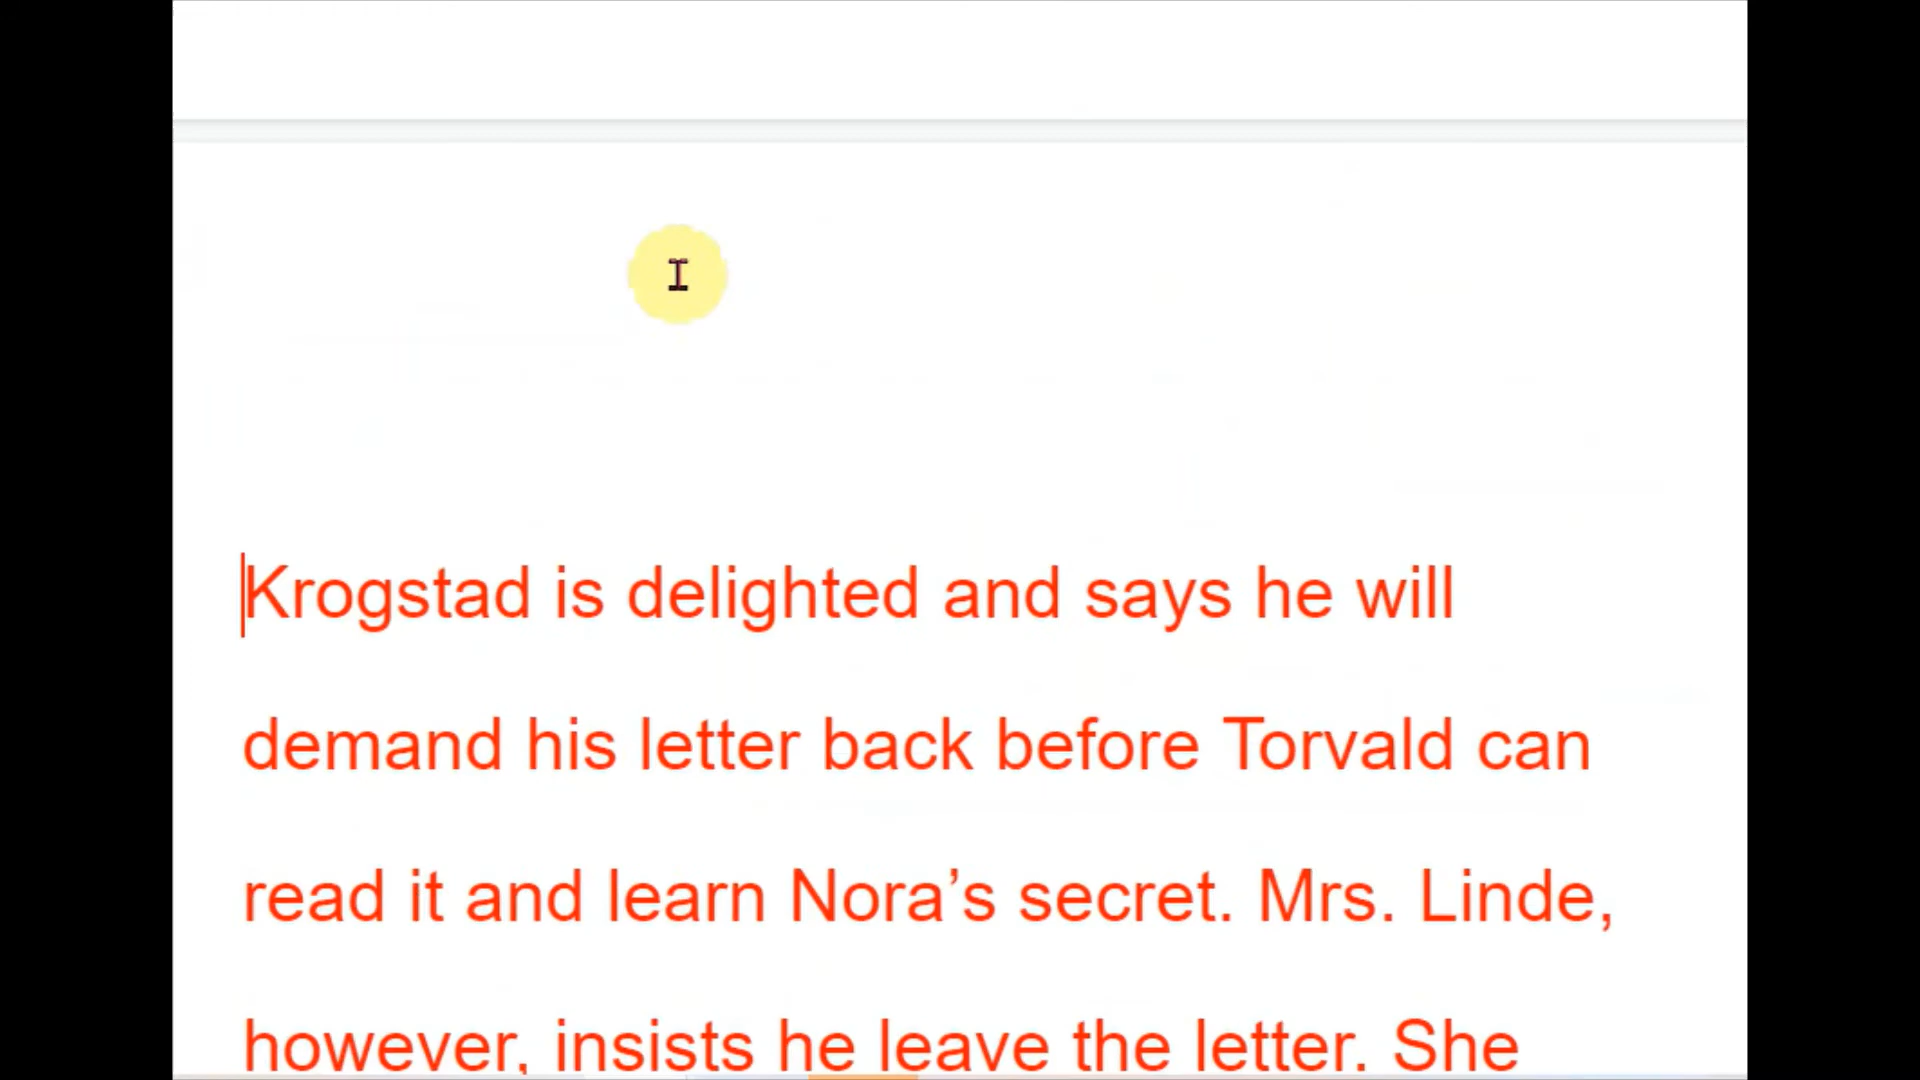 Krogstad is delighted and says he will
demand his letter back before Torvald can
read it and learn Nora’s secret. Mrs. Linde,
however, insists he leave the letter. She